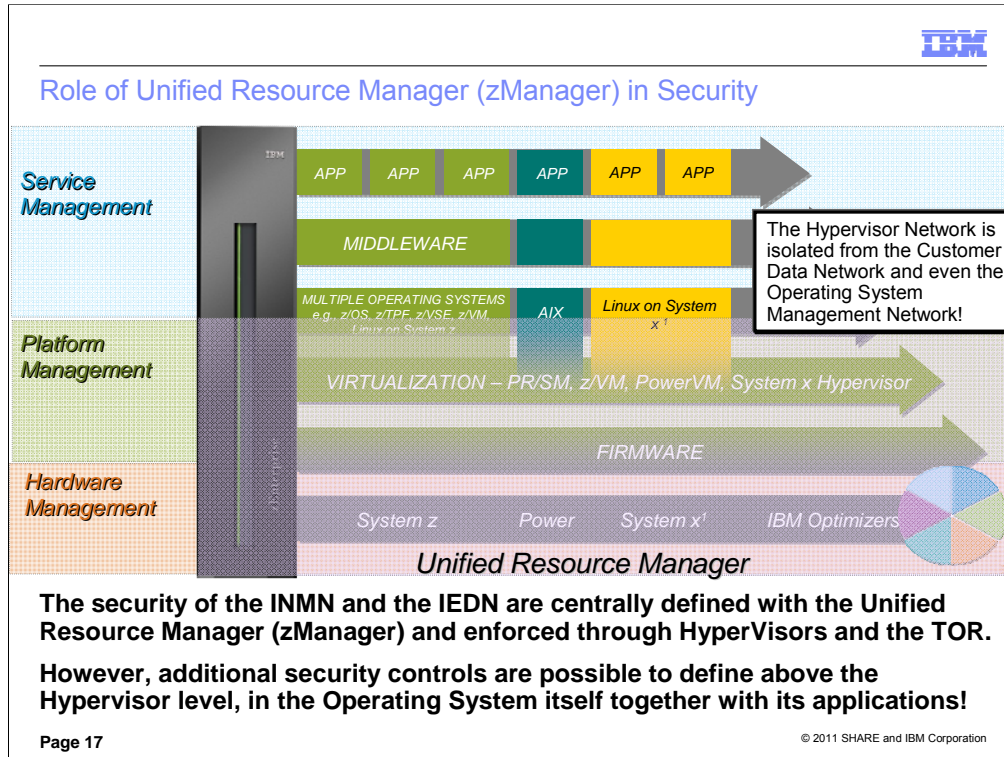 IBM
Role of Unified Resource Manager (zManager) in Security
IBM
Service
Management
APP
APP
APP
APP
APP
APP
MIDDLEWARE
The Hypervisor Network is
isolated from the Customer
Data Network and even the
Operating System
Management Network!
MULTIPLE OPERATING SYSTEMS
e.g., z/OS, z/TPF, z/VSE, z/VM,
Linux on System z
AIX
Linux on System
x 1
Platform
Management
VIRTUALIZATION – PR/SM, z/VM, PowerVM, System x Hypervisor
FIRMWARE
zEnterprise
Hardware
Management
System z
Power
System x1
IBM Optimizers
Unified Resource Manager
The security of the INMN and the IEDN are centrally defined with the Unified
Resource Manager (zManager) and enforced through HyperVisors and the TOR.
However, additional security controls are possible to define above the
Hypervisor level, in the Operating System itself together with its applications!
Page 17
© 2011 SHARE and IBM Corporation